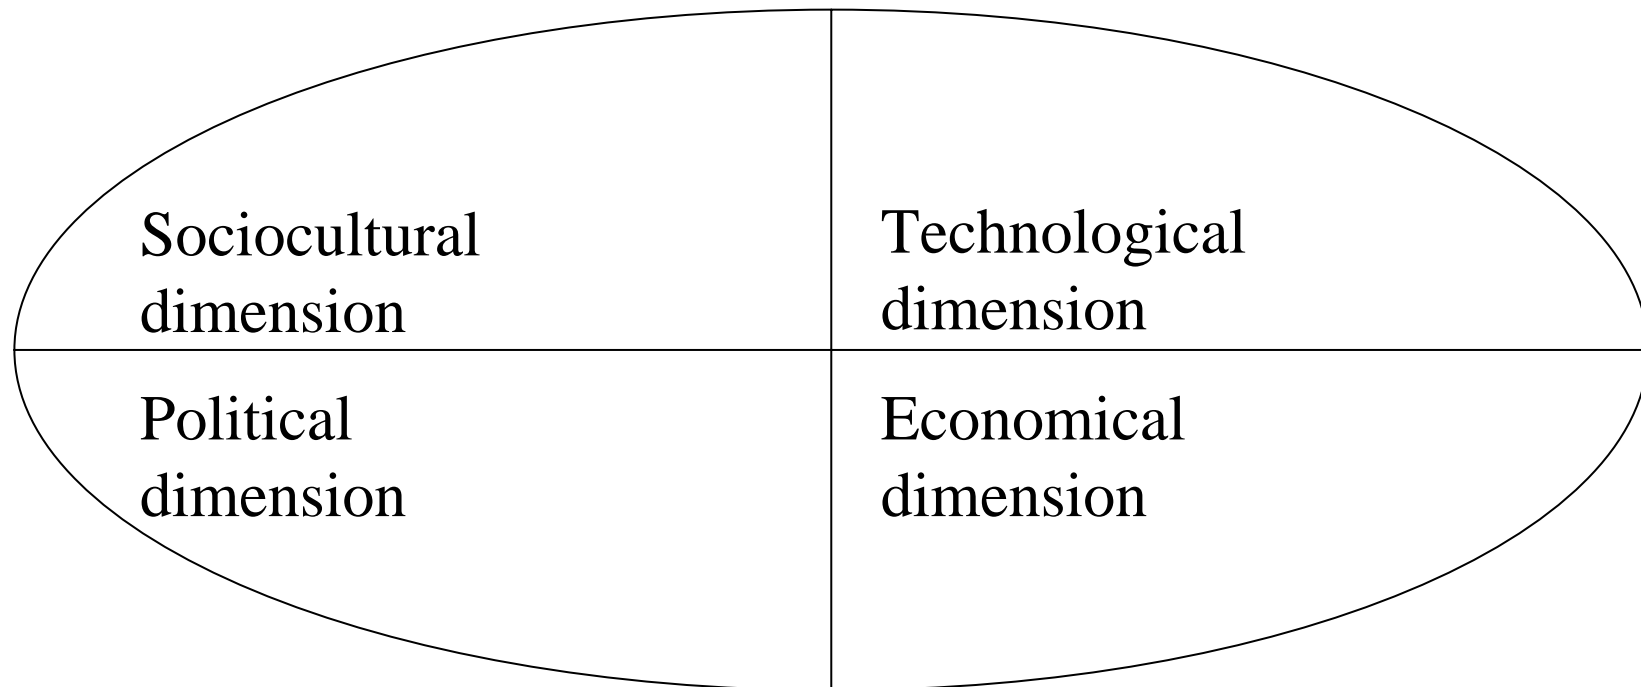 Sociocultural
dimension
Technological
dimension
Political
dimension
Economical
dimension